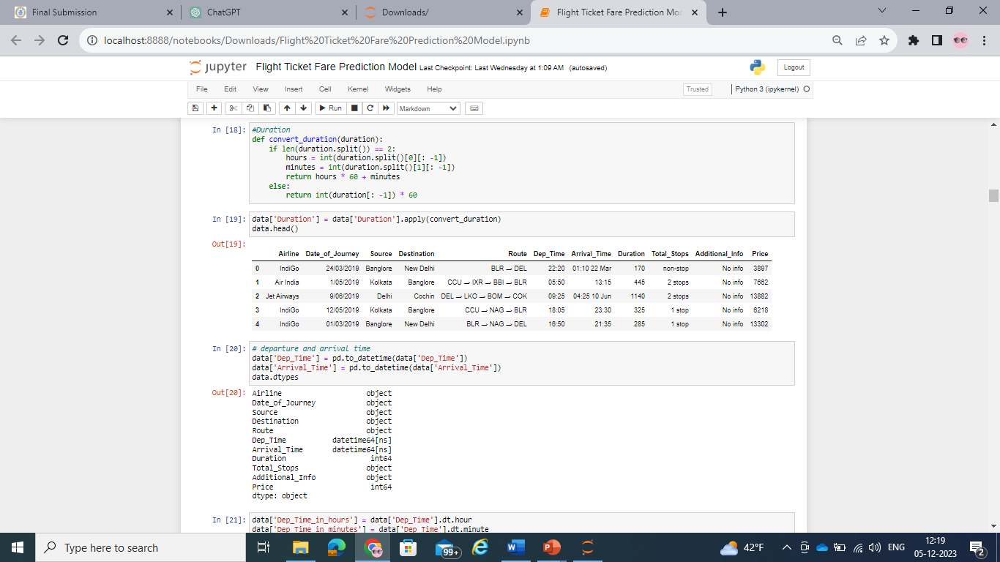 Final Submission
ChatGPT
Downloads/
Flight Ticket Fare Prediction Mod
localhost:8888/notebooks/Downloads/Flight%20Ticket%20Fare%20Prediction%20Model.ipynb
jupyter Flight Ticket Fare Prediction Model Last Checkpoint: Last Wednesday at 1:09 AM (autosaved)
Logout
File Edit View Insert Cell Kernel Widgets Help
Trusted
Python 3 (ipykernel)
Run
Markdown
In [18]: #Duration
def convert_duration(duration):
    if len(duration.split()) == 2:
        hours = int(duration.split()[0][: -1])
        minutes = int(duration.split()[1][: -1])
        return hours * 60 + minutes
    else:
        return int(duration[: -1]) * 60
In [19]: data['Duration'] = data['Duration'].apply(convert_duration)
data.head()
Out[19]:
Airline Date_of_Journey Source Destination Route Dep_Time Arrival_Time Duration Total_Stops Additional_Info Price
0 IndiGo 24/03/2019 Banglore New Delhi BLR → DEL 22:20 01:10 22 Mar 170 non-stop No info 3897
1 Air India 1/05/2019 Kolkata Banglore CCU → IXR → BBI → BLR 05:50 13:15 445 2 stops No info 7662
2 Jet Airways 9/06/2019 Delhi Cochin DEL → LKO → BOM → COK 09:25 04:25 10 Jun 1140 2 stops No info 13882
3 IndiGo 12/05/2019 Kolkata Banglore CCU → NAG → BLR 18:05 23:30 325 1 stop No info 6218
4 IndiGo 01/03/2019 Banglore New Delhi BLR → NAG → DEL 16:50 21:35 285 1 stop No info 13302
In [20]: # departure and arrival time
data['Dep_Time'] = pd.to_datetime(data['Dep_Time'])
data['Arrival_Time'] = pd.to_datetime(data['Arrival_Time'])
data.dtypes
Out[20]: Airline object
Date_of_Journey object
Source object
Destination object
Route object
Dep_Time datetime64[ns]
Arrival_Time datetime64[ns]
Duration int64
Total_Stops object
Additional_Info object
Price int64
dtype: object
In [21]: data['Dep_Time_in_hours'] = data['Dep_Time'].dt.hour
data['Dep_Time_in_minutes'] = data['Dep_Time'].dt.minute
Type here to search
99+
42°F
ENG
12:19
05-12-2023
2